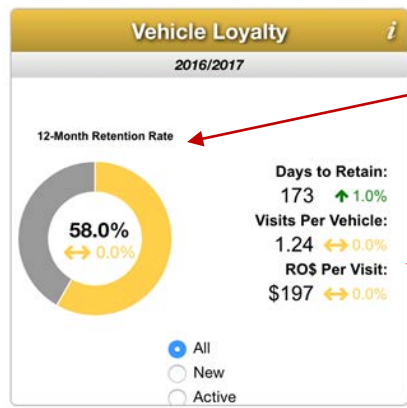 Vehicle Loyalty i
2016/2017
12-Month Retention Rate
58.0%
↔ 0.0%
Days to Retain:
173 ↑ 1.0%
Visits Per Vehicle:
1.24 ↔ 0.0%
RO$ Per Visit:
$197 ↔ 0.0%
All
New
Active